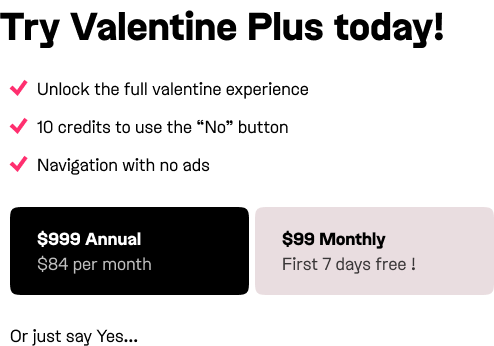 Try Valentine Plus today!
Unlock the full valentine experience
10 credits to use the “No” button
Navigation with no ads
$999 Annual
$84 per month
$99 Monthly
First 7 days free !
Or just say Yes...